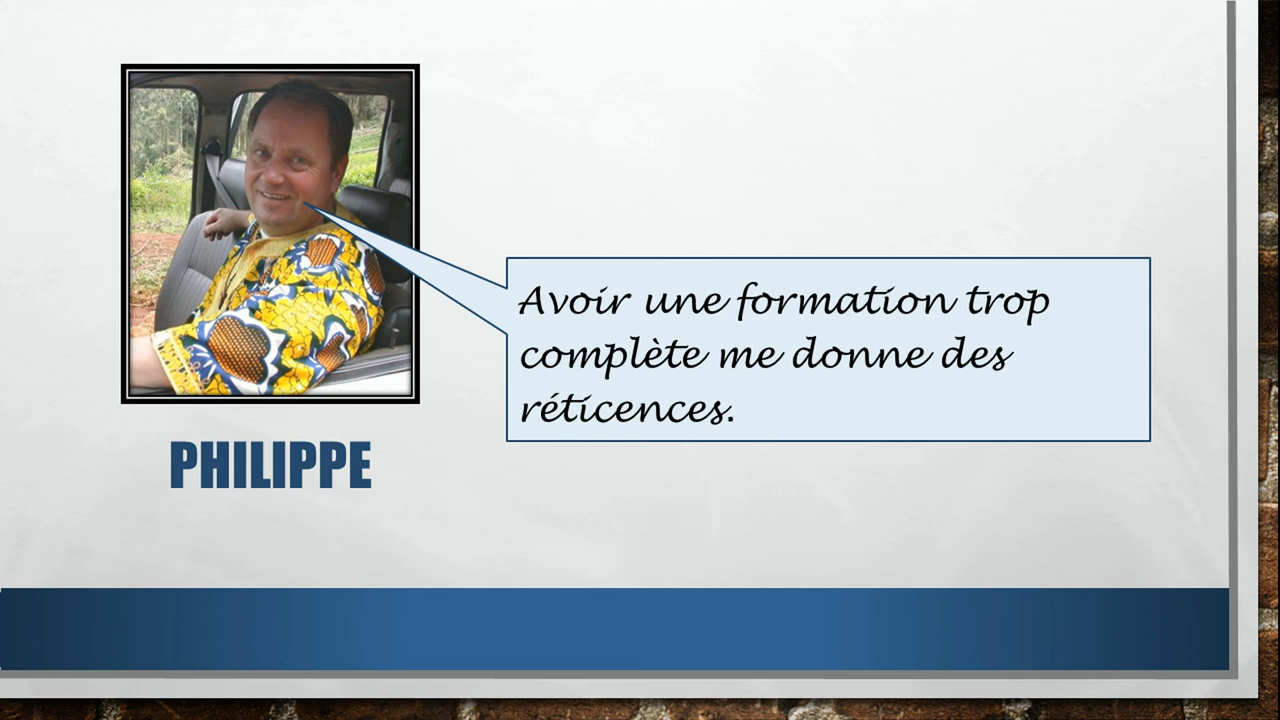 Avoir une formation trop
complète me donne des
réticences.
PHILIPPE